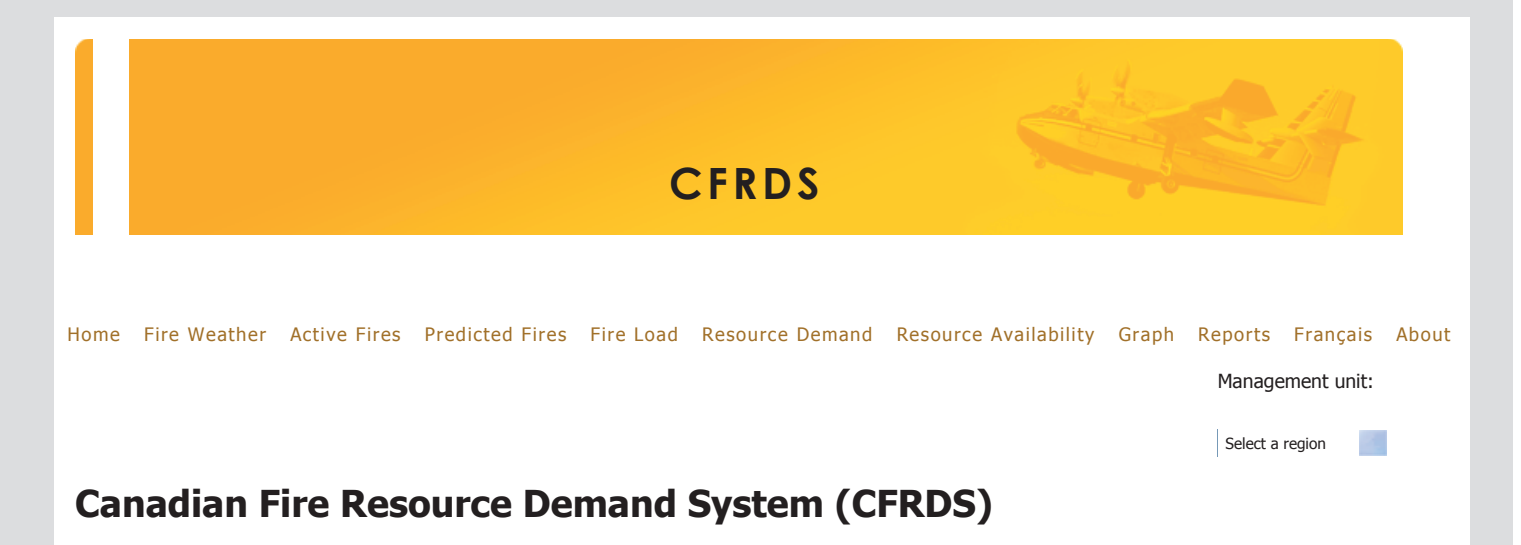 CFRDS
Home Fire Weather Active Fires Predicted Fires Fire Load Resource Demand Resource Availability Graph Reports Français About
Management unit:
Select a region
Canadian Fire Resource Demand System (CFRDS)